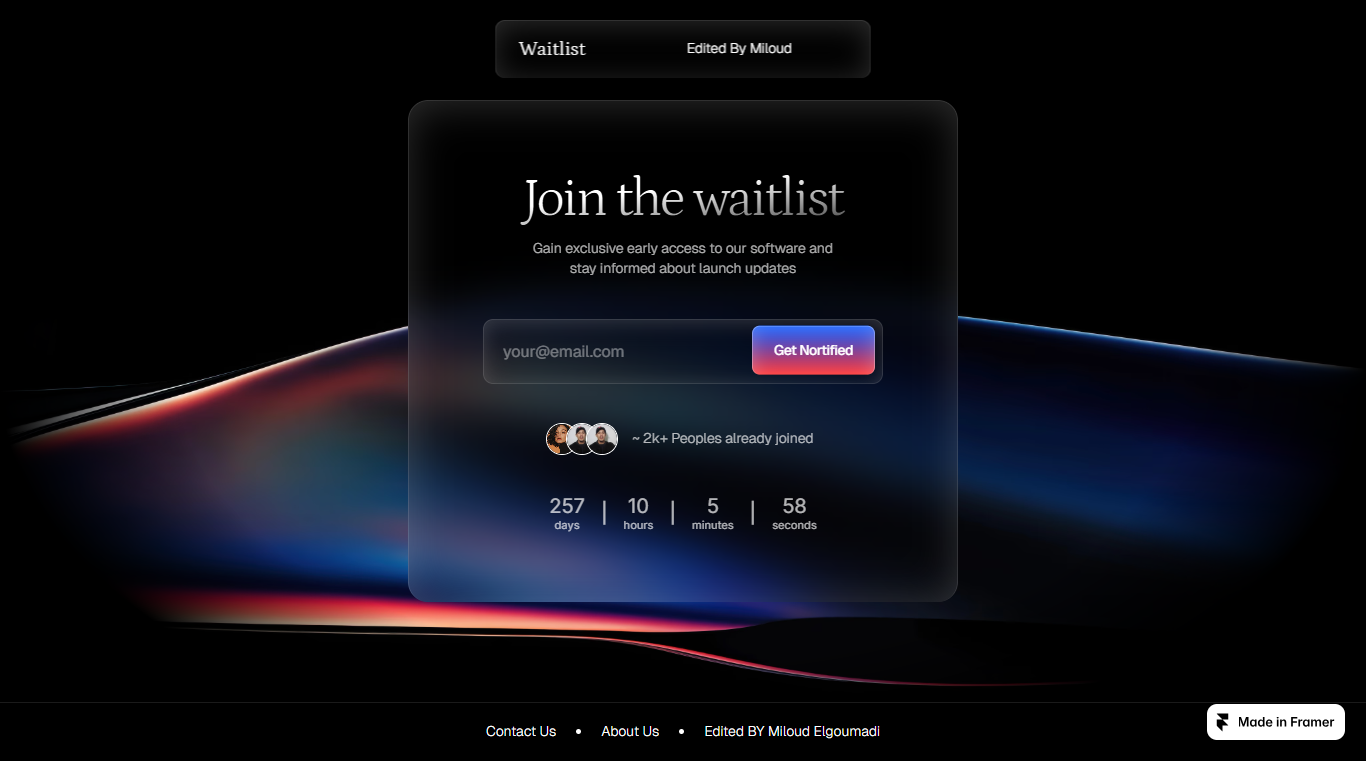 Waitlist
Edited By Miloud
Join the waitlist
Gain exclusive early access to our software and
stay informed about launch updates
your@email.com
Get Nortified
~ 2k+ Peoples already joined
257 | 10 | 5 | 58
days hours minutes seconds
Contact Us • About Us • Edited BY Miloud Elgoumadi
Made in Framer